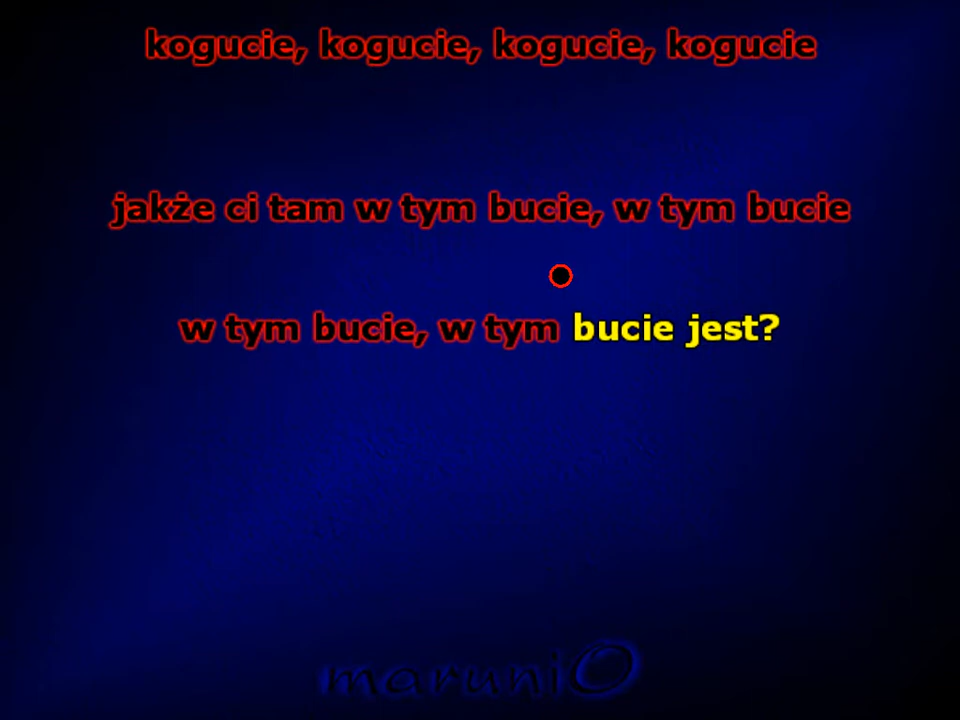 kogucie, kogucie, kogucie, kogucie
jakże ci tam w tym bucie, w tym bucie
w tym bucie, w tym bucie jest?
maruniO